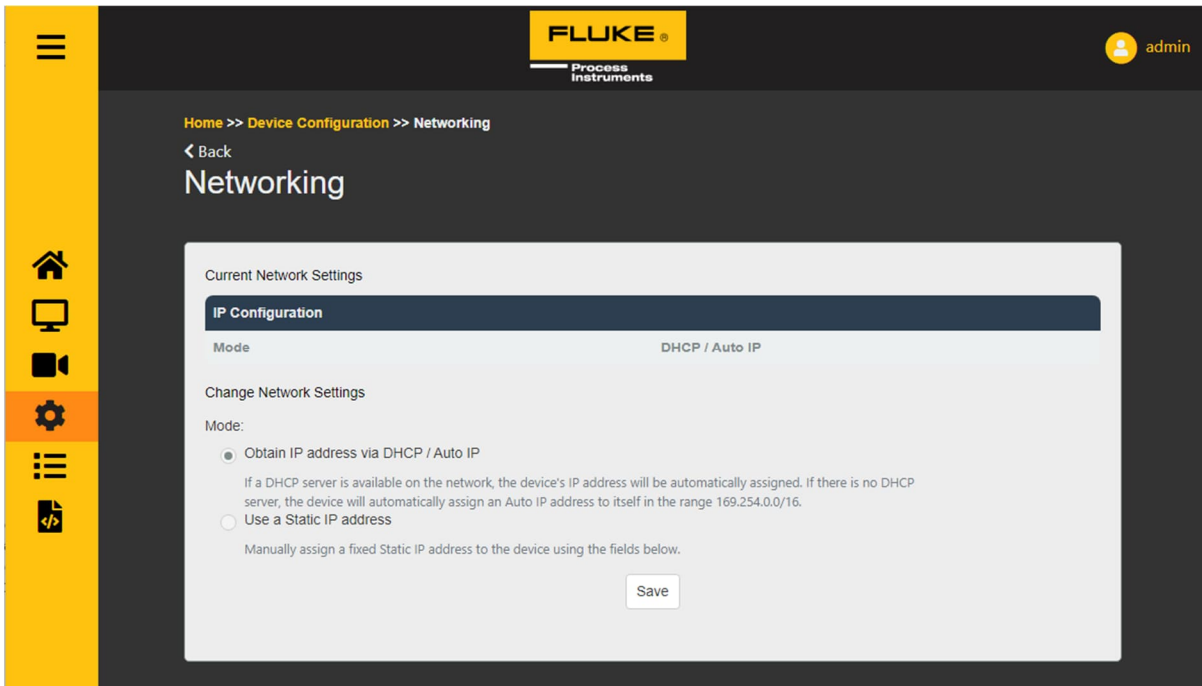 FLUKE ®
Process
Instruments
admin
Home >> Device Configuration >> Networking
Back
Networking
Current Network Settings
IP Configuration
Mode DHCP / Auto IP
Change Network Settings
Mode:
Obtain IP address via DHCP / Auto IP
If a DHCP server is available on the network, the device's IP address will be automatically assigned. If there is no DHCP
server, the device will automatically assign an Auto IP address to itself in the range 169.254.0.0/16.
Use a Static IP address
Manually assign a fixed Static IP address to the device using the fields below.
Save